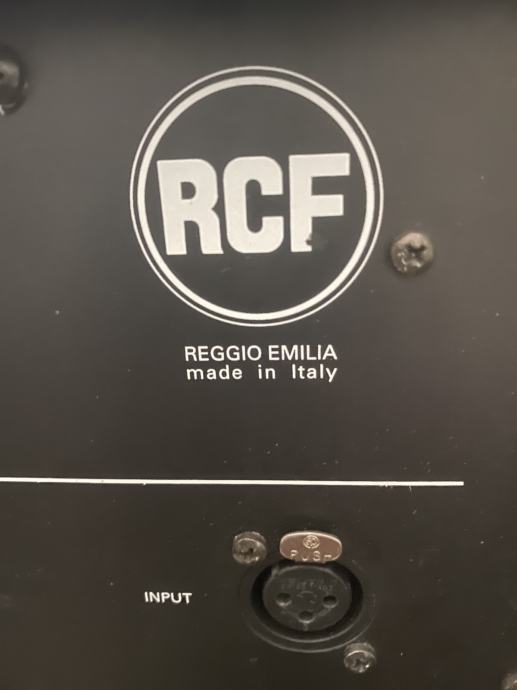 RCF
REGGIO EMILIA
made in Italy
PUSH
INPUT